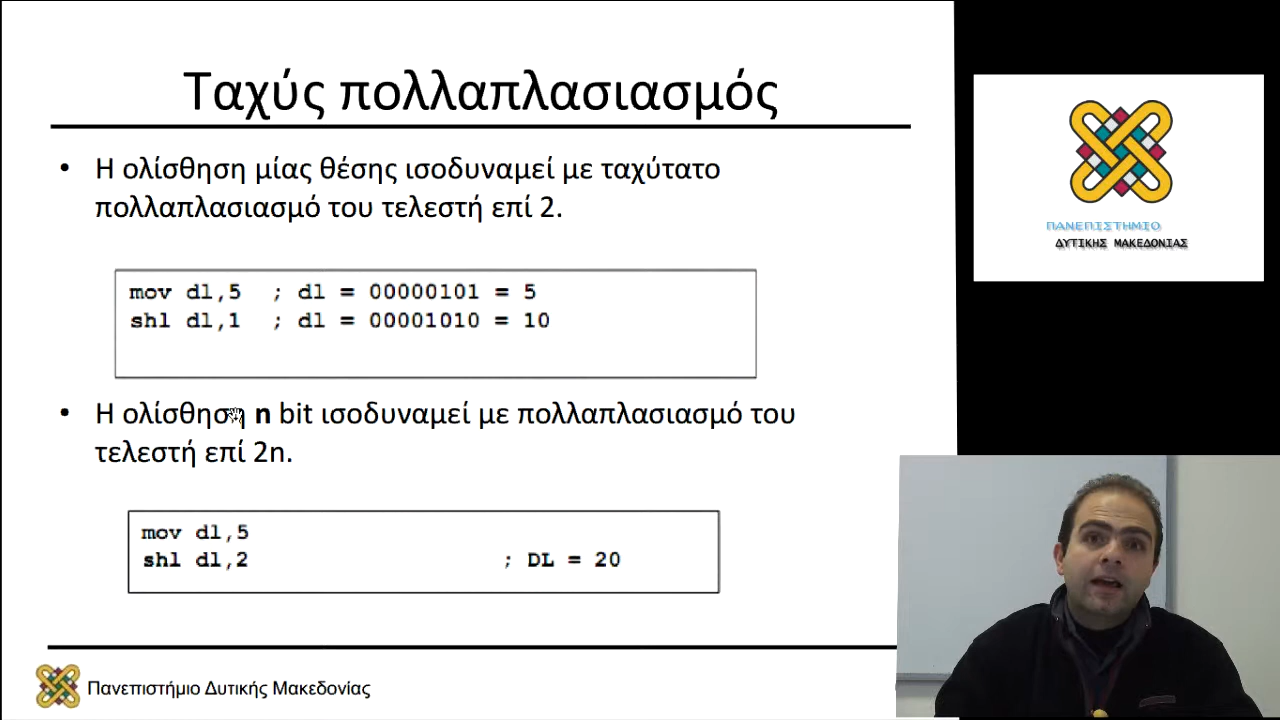 Ταχύς πολλαπλασιασμός
• Η ολίσθηση μίας θέσης ισοδυναμεί με ταχύτατο
πολλαπλασιασμό του τελεστή επί 2.
mov dl,5 ; dl = 00000101 = 5
shl dl,1 ; dl = 00001010 = 10
• Η ολίσθηση n bit ισοδυναμεί με πολλαπλασιασμό του
τελεστή επί 2n.
mov dl,5
shl dl,2 ; DL = 20
Πανεπιστήμιο Δυτικής Μακεδονίας
ΠΑΝΕΠΙΣΤΗΜΙΟ
ΔΥΤΙΚΗΣ ΜΑΚΕΔΟΝΙΑΣ